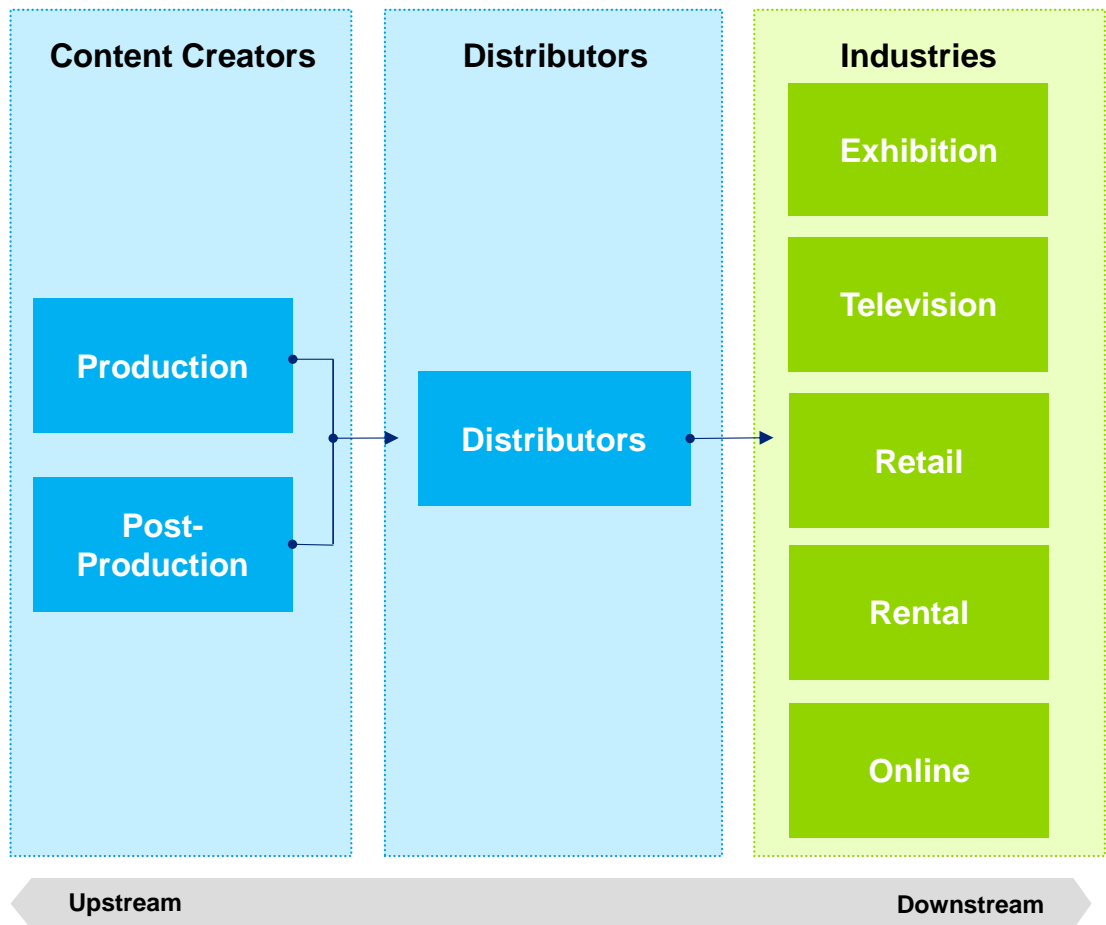 Content Creators
Production
Post-
Production
Distributors
Distributors
Industries
Exhibition
Television
Retail
Rental
Online
Upstream
Downstream